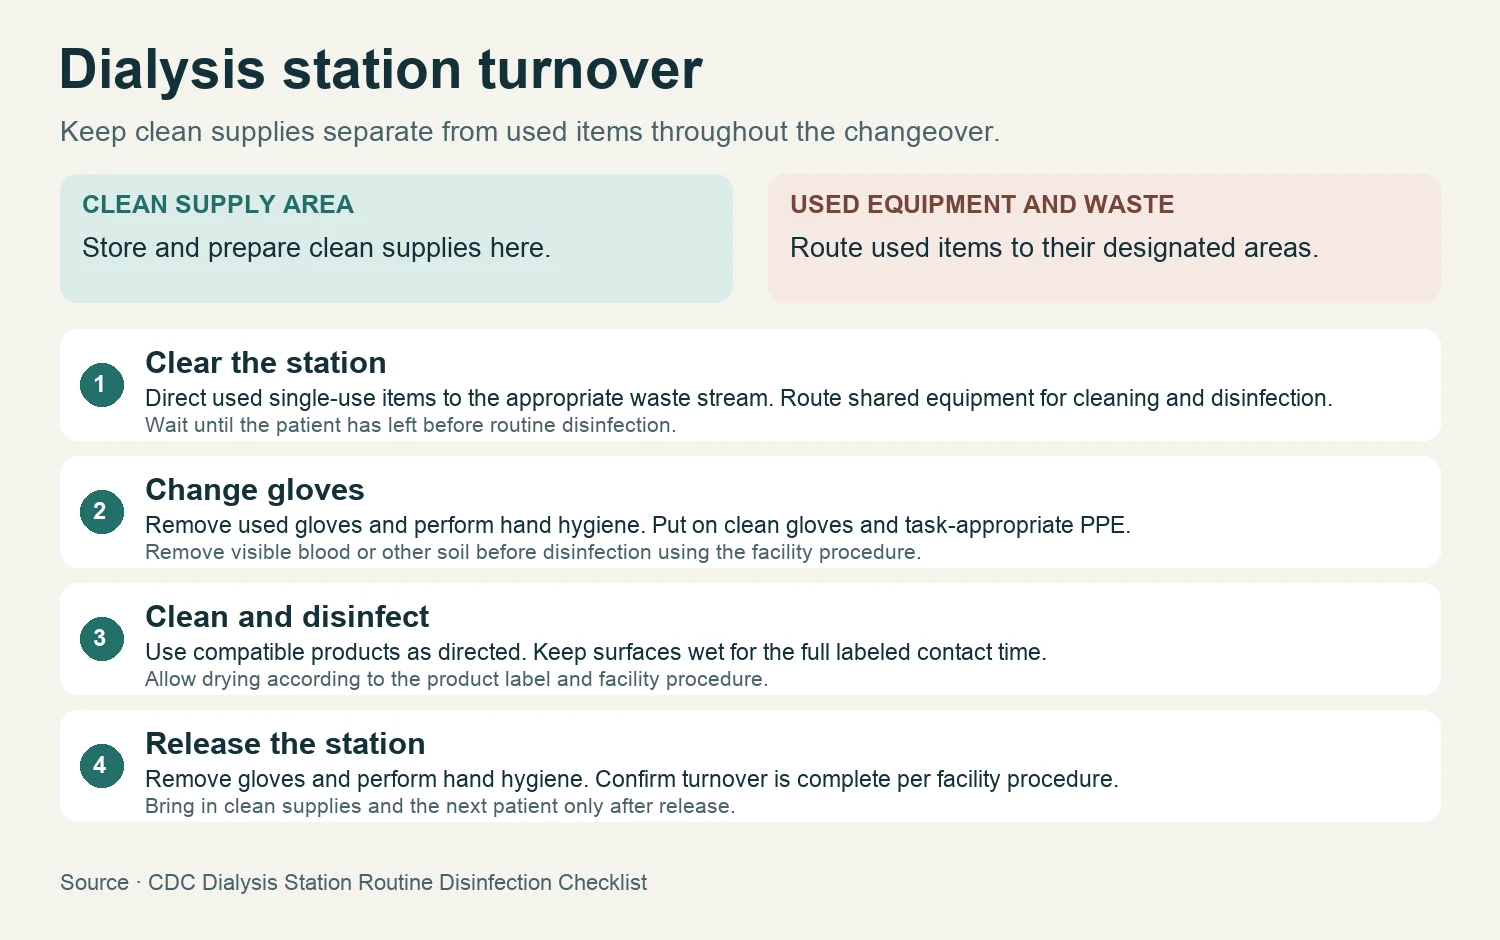 Dialysis station turnover
Keep clean supplies separate from used items throughout the changeover.
CLEAN SUPPLY AREA
Store and prepare clean supplies here.
USED EQUIPMENT AND WASTE
Route used items to their designated areas.
1
Clear the station
Direct used single-use items to the appropriate waste stream. Route shared equipment for cleaning and disinfection.
Wait until the patient has left before routine disinfection.
2
Change gloves
Remove used gloves and perform hand hygiene. Put on clean gloves and task-appropriate PPE.
Remove visible blood or other soil before disinfection using the facility procedure.
3
Clean and disinfect
Use compatible products as directed. Keep surfaces wet for the full labeled contact time.
Allow drying according to the product label and facility procedure.
4
Release the station
Remove gloves and perform hand hygiene. Confirm turnover is complete per facility procedure.
Bring in clean supplies and the next patient only after release.
Source · CDC Dialysis Station Routine Disinfection Checklist